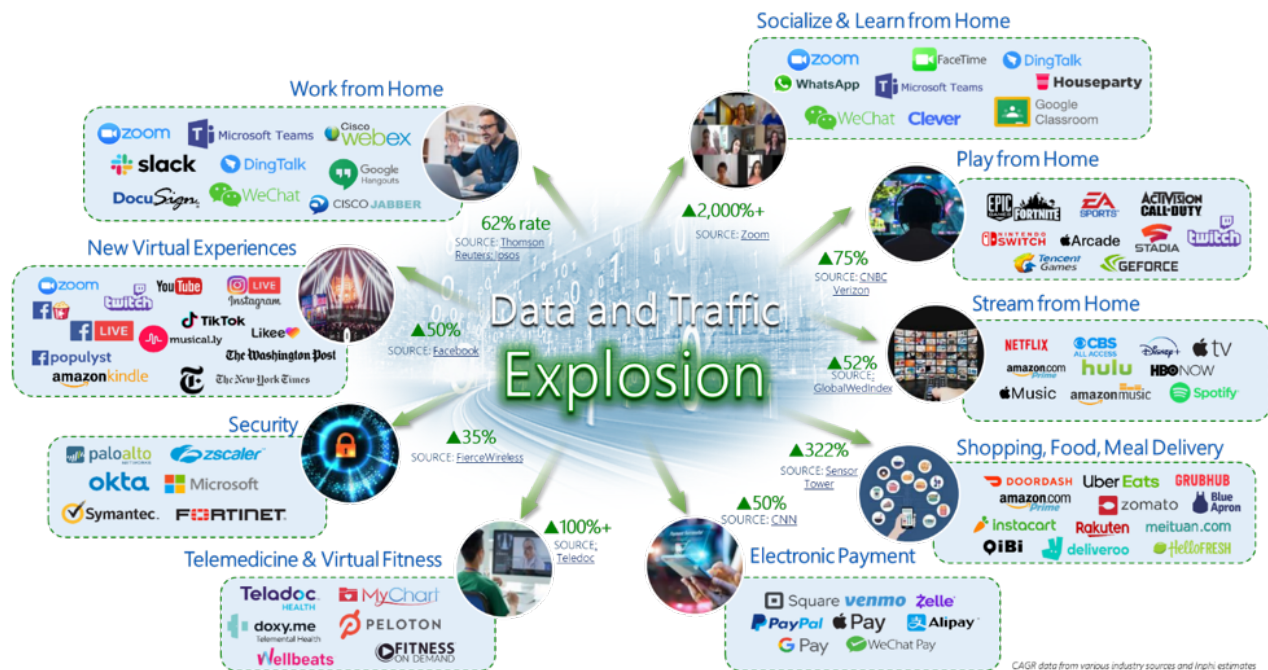 Socialize & Learn from Home
zoom
FaceTime
DingTalk
WhatsApp
Microsoft Teams
Houseparty
WeChat
Clever
Google
Classroom
Work from Home
zoom
Microsoft Teams
Cisco
webex
slack
DingTalk
Google
Hangouts
DocuSign
WeChat
CISCO JABBER
62% rate
SOURCE: Thomson
Reuters; Ipsos
▲2,000%+
SOURCE: Zoom
Play from Home
EPIC
GAMES
FORTNITE
EA
SPORTS
ACTIVISION
CALL•DUTY
NINTENDO
SWITCH
Arcade
STADIA
twitch
Tencent
Games
GEFORCE
▲75%
SOURCE: CNBC
Verizon
New Virtual Experiences
zoom
twitch
YouTube
LIVE
Instagram
LIVE
musical.ly
TikTok
Likee
populyst
The Washington Post
amazonkindle
The New York Times
▲50%
SOURCE: Facebook
Data and Traffic
Explosion
Stream from Home
NETFLIX
CBS
ALL ACCESS
Disney+
tv
amazon.com
Prime
hulu
HBO NOW
Music
amazon music
Spotify
▲52%
SOURCE;
GlobalWedIndex
Security
paloalto
NETWORKS
zscaler
okta
Microsoft
Symantec
FORTINET
▲35%
SOURCE: FierceWireless
Shopping, Food, Meal Delivery
DOORDASH
Uber Eats
GRUBHUB
amazon.com
Prime
zomato
Blue
Apron
instacart
Rakuten
meituan.com
QiBi
deliveroo
HelloFRESH
▲322%
SOURCE: Sensor
Tower
Telemedicine & Virtual Fitness
Teladoc
HEALTH
MyChart
doxy.me
Telemental Health
PELOTON
Wellbeats
FITNESS
ON DEMAND
▲100%+
SOURCE;
Teledoc
▲50%
SOURCE: CNN
Electronic Payment
Square
venmo
Zelle
PayPal
Pay
Alipay
G Pay
WeChat Pay
CAGR data from various industry sources and Inphi estimates